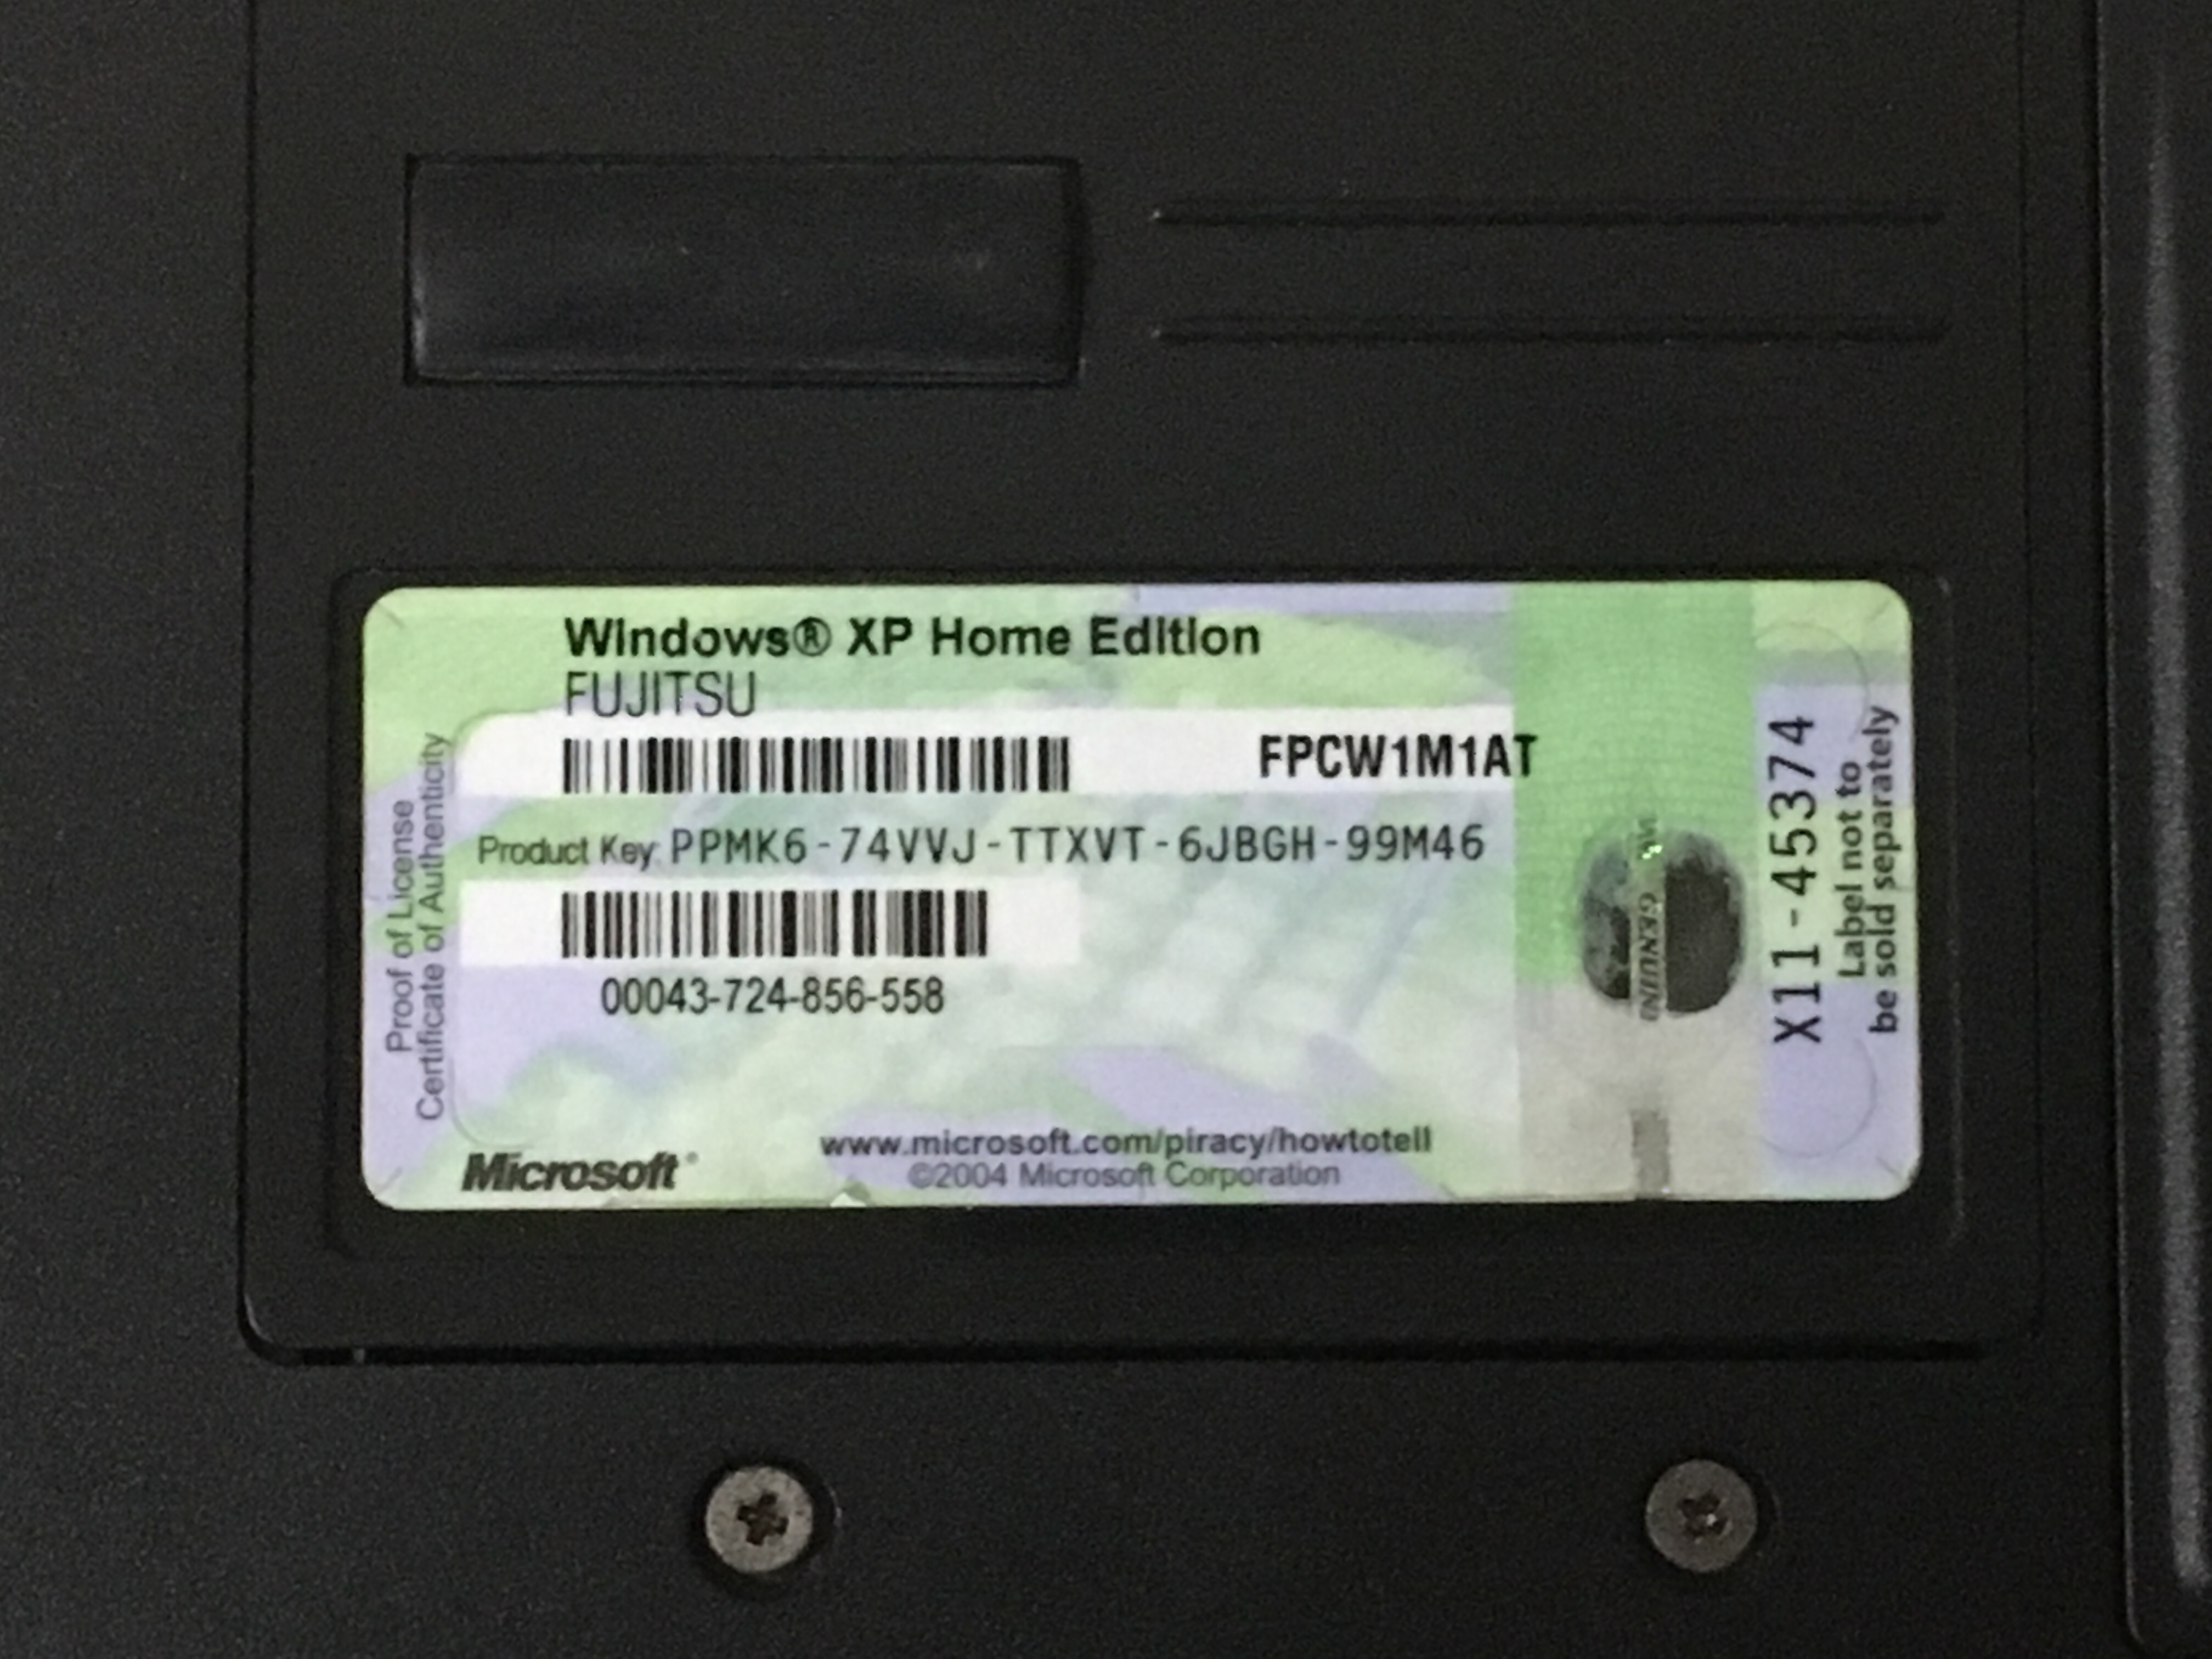 Windows® XP Home Edition
FUJITSU
FPCW1M1AT
Product Key: PPMK6-74VVJ-TTXVT-6JBGH-99M46
00043-724-856-558
www.microsoft.com/piracy/howtotell
©2004 Microsoft Corporation
Microsoft®
Proof of License
Certificate of Authenticity
GENUINE
X11-45374
Label not to
be sold separately